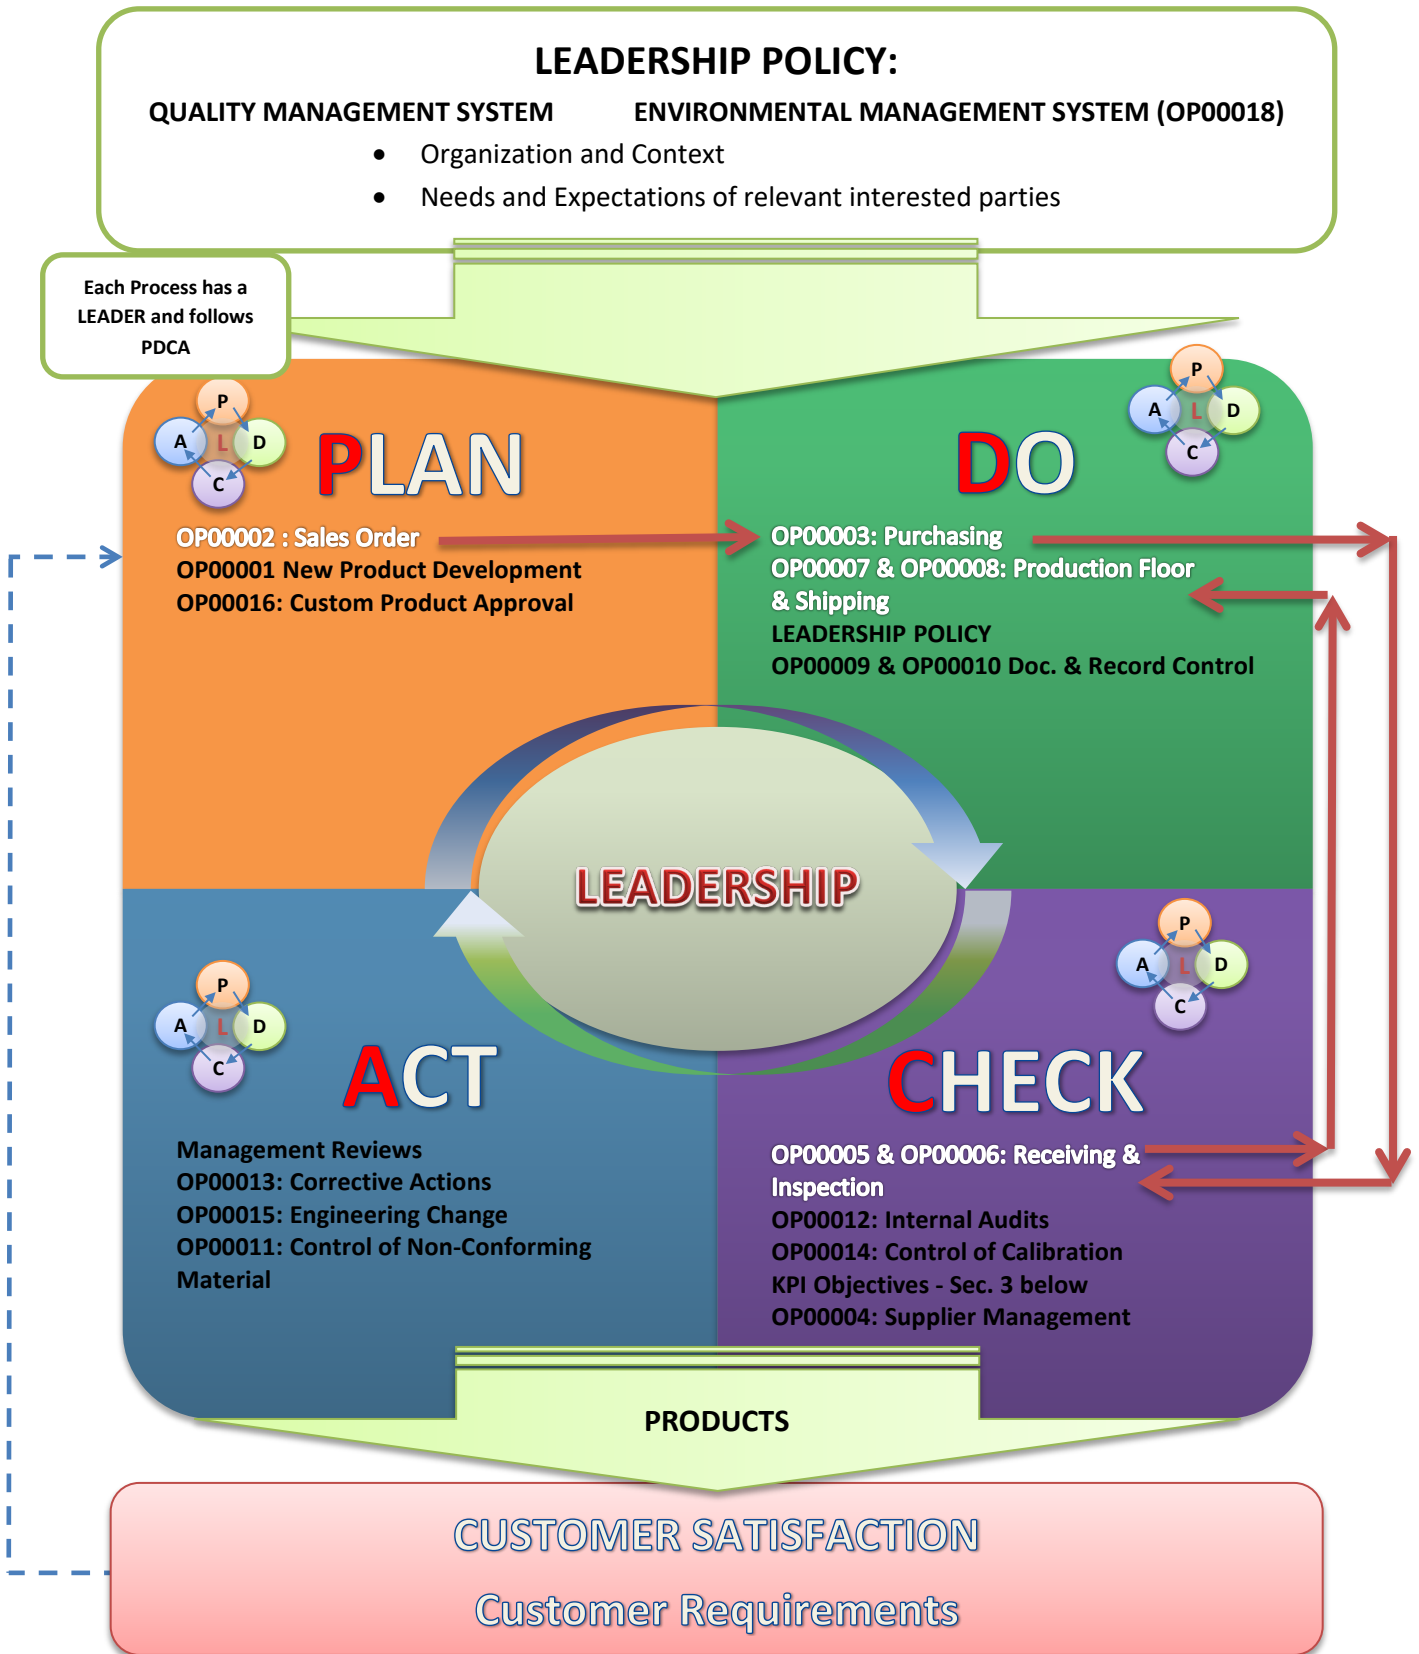 LEADERSHIP POLICY:
QUALITY MANAGEMENT SYSTEM ENVIRONMENTAL MANAGEMENT SYSTEM (OP00018)
• Organization and Context
• Needs and Expectations of relevant interested parties
Each Process has a
LEADER and follows
PDCA
P
A L D
C
PLAN
OP00002 : Sales Order
OP00001 New Product Development
OP00016: Custom Product Approval
P
A L D
C
DO
OP00003: Purchasing
OP00007 & OP00008: Production Floor
& Shipping
LEADERSHIP POLICY
OP00009 & OP00010 Doc. & Record Control
LEADERSHIP
P
A L D
C
ACT
Management Reviews
OP00013: Corrective Actions
OP00015: Engineering Change
OP00011: Control of Non-Conforming
Material
P
A L D
C
CHECK
OP00005 & OP00006: Receiving &
Inspection
OP00012: Internal Audits
OP00014: Control of Calibration
KPI Objectives - Sec. 3 below
OP00004: Supplier Management
PRODUCTS
CUSTOMER SATISFACTION
Customer Requirements